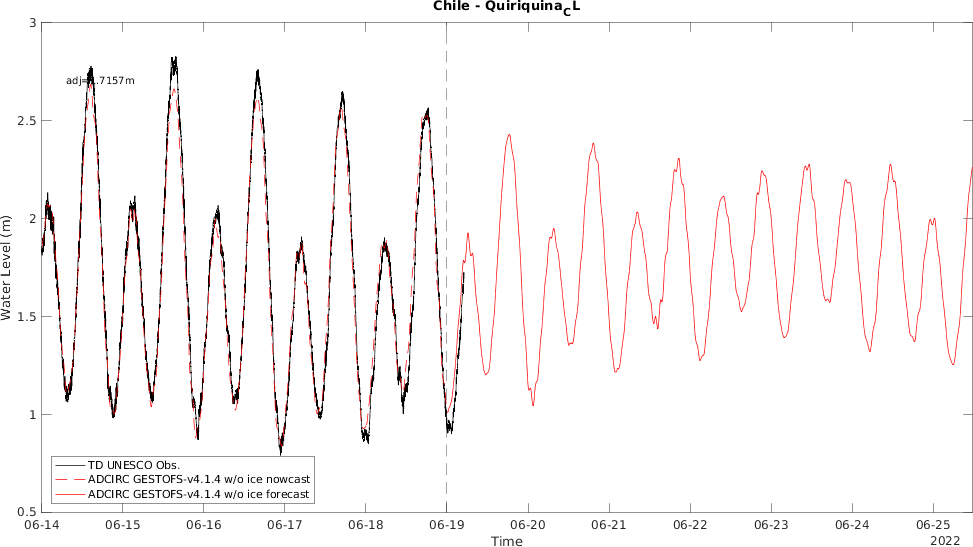 Chile - Quiriquina_CL
3
adj=1.7157m
2.5
2
Water Level (m)
1.5
1
TD UNESCO Obs.
ADCIRC GESTOFS-v4.1.4 w/o ice nowcast
ADCIRC GESTOFS-v4.1.4 w/o ice forecast
0.5
06-14 06-15 06-16 06-17 06-18 06-19 06-20 06-21 06-22 06-23 06-24 06-25
Time 2022